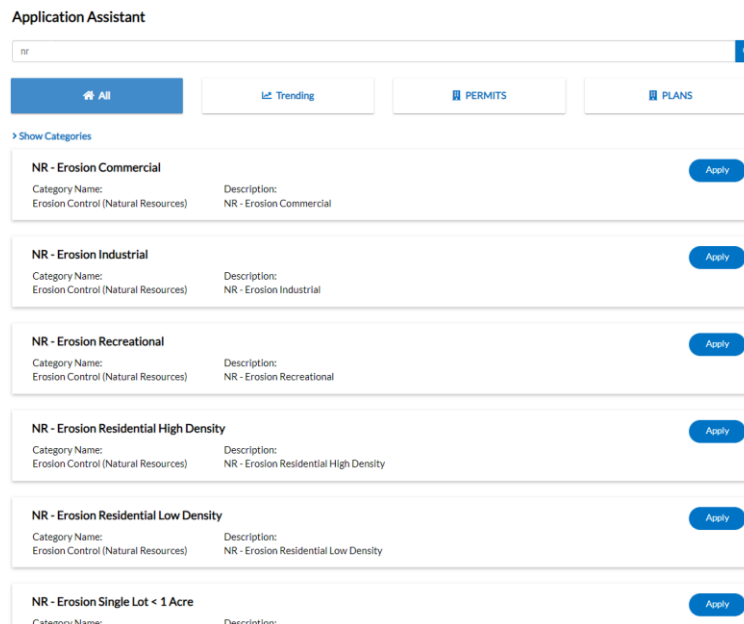 Application Assistant
nr
All
Trending
PERMITS
PLANS
Show Categories
NR - Erosion Commercial
Apply
Category Name:
Description:
Erosion Control (Natural Resources)
NR - Erosion Commercial
NR - Erosion Industrial
Apply
Category Name:
Description:
Erosion Control (Natural Resources)
NR - Erosion Industrial
NR - Erosion Recreational
Apply
Category Name:
Description:
Erosion Control (Natural Resources)
NR - Erosion Recreational
NR - Erosion Residential High Density
Apply
Category Name:
Description:
Erosion Control (Natural Resources)
NR - Erosion Residential High Density
NR - Erosion Residential Low Density
Apply
Category Name:
Description:
Erosion Control (Natural Resources)
NR - Erosion Residential Low Density
NR - Erosion Single Lot < 1 Acre
Apply
Category Name:
Description: